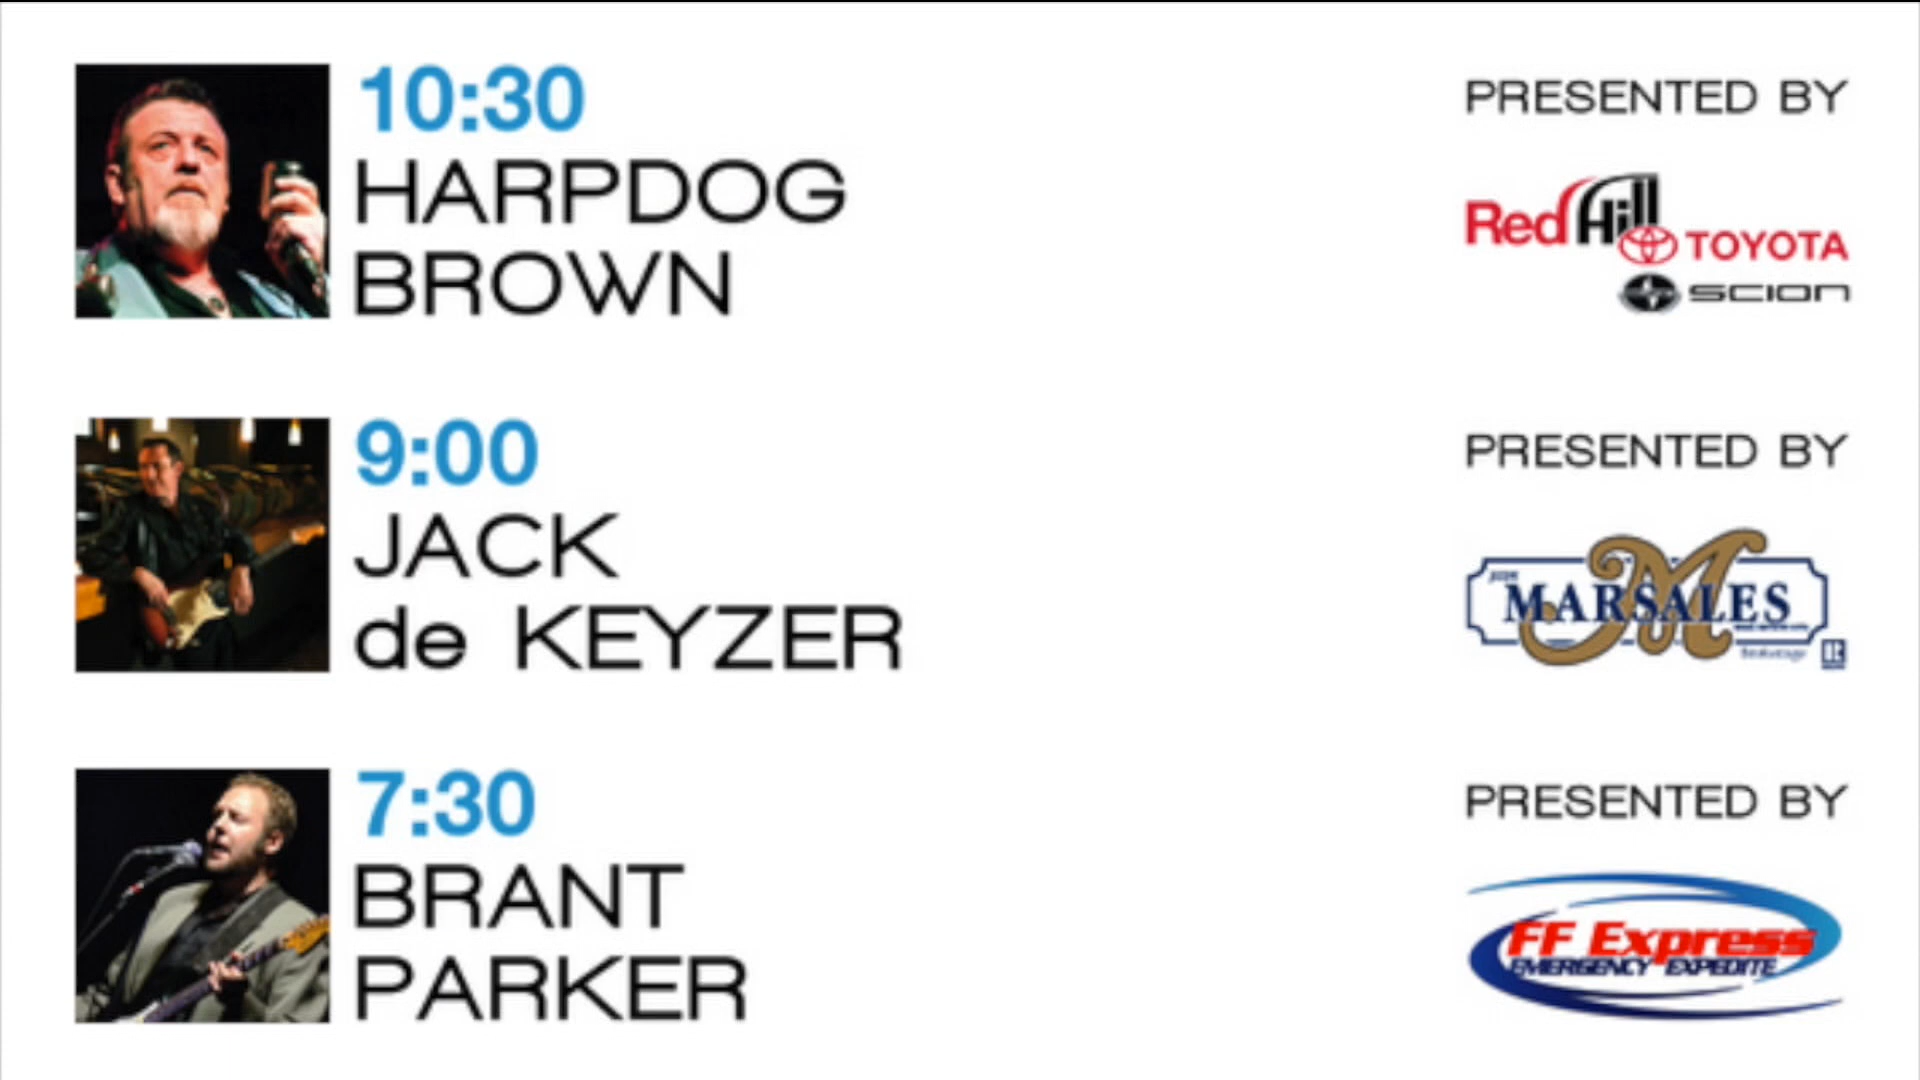 10:30
HARPDOG
BROWN
PRESENTED BY
Red Hill
TOYOTA
SCION
9:00
JACK
de KEYZER
PRESENTED BY
MARSALES
Brokerage
7:30
BRANT
PARKER
PRESENTED BY
FF Express
EMERGENCY EXPEDITE